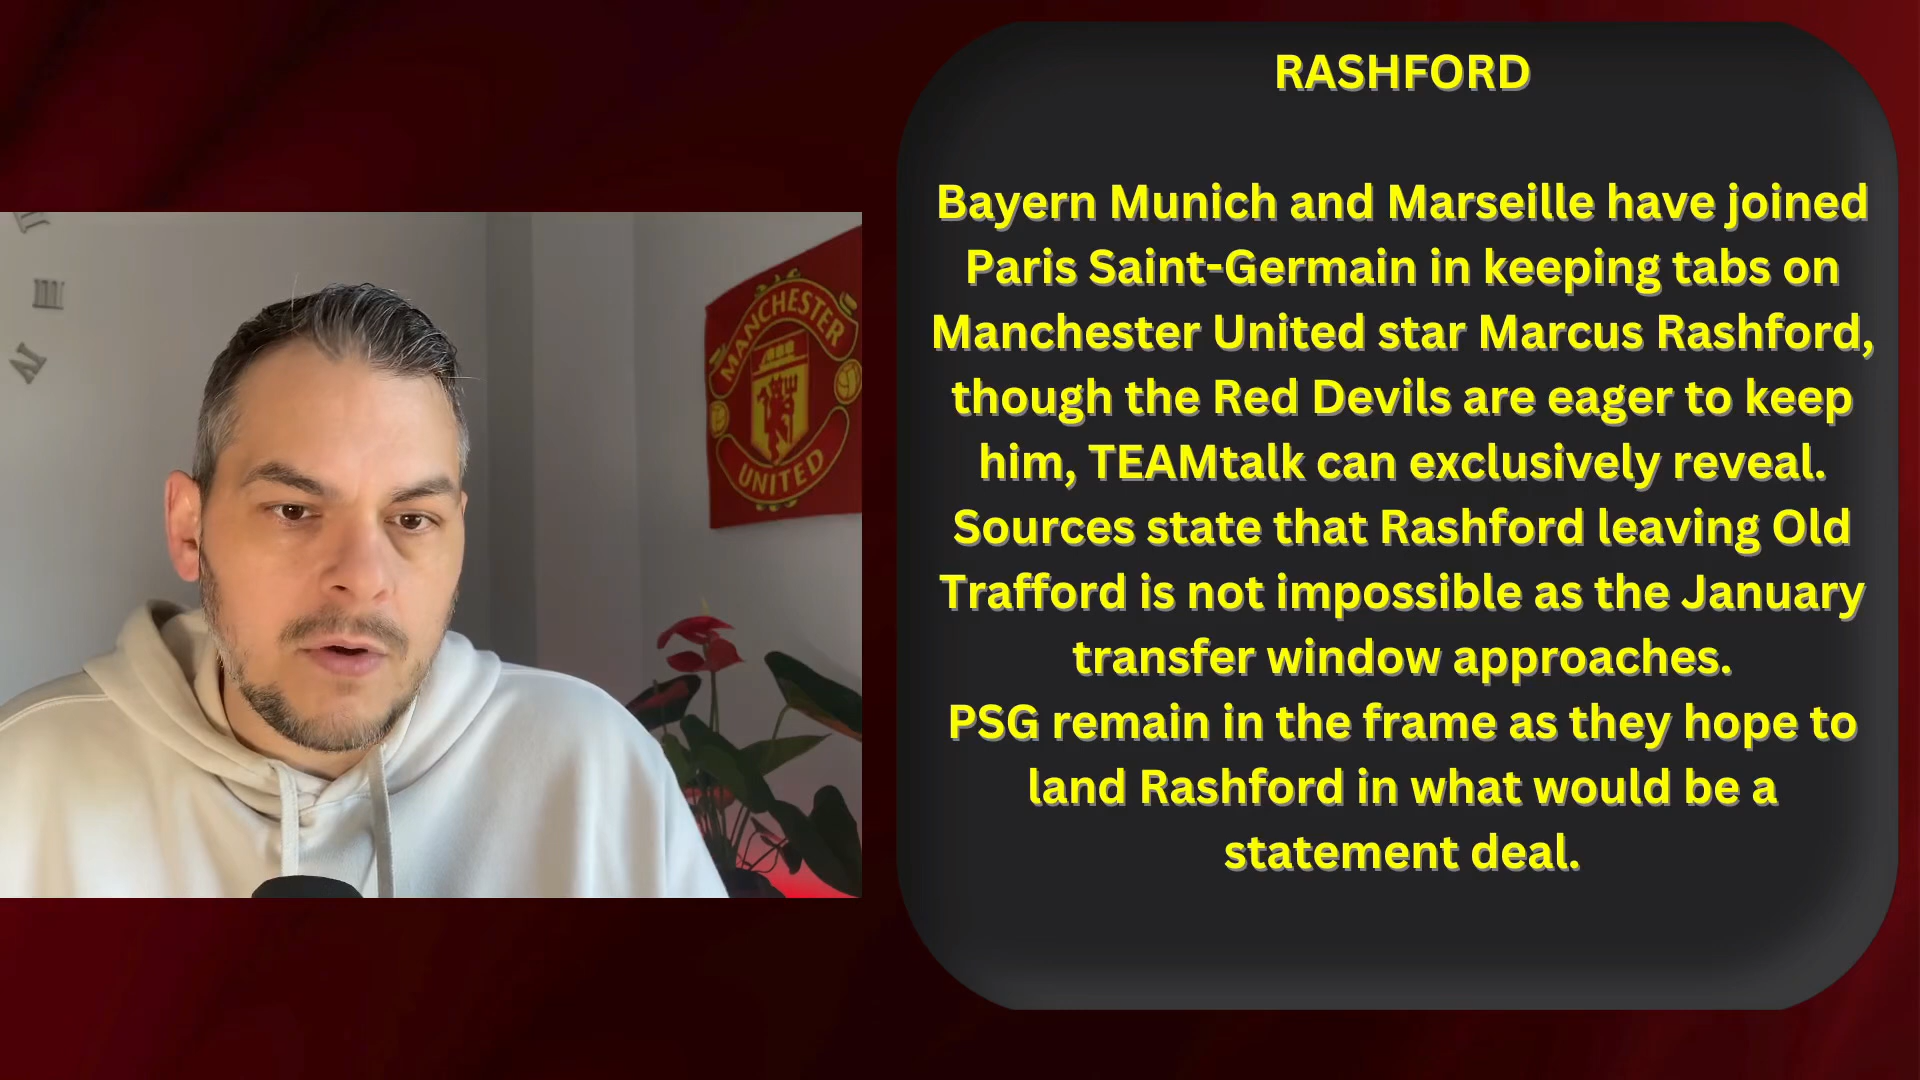 RASHFORD
Bayern Munich and Marseille have joined
Paris Saint-Germain in keeping tabs on
Manchester United star Marcus Rashford,
though the Red Devils are eager to keep
him, TEAMtalk can exclusively reveal.
Sources state that Rashford leaving Old
Trafford is not impossible as the January
transfer window approaches.
PSG remain in the frame as they hope to
land Rashford in what would be a
statement deal.
MANCHESTER
UNITED
III
IV